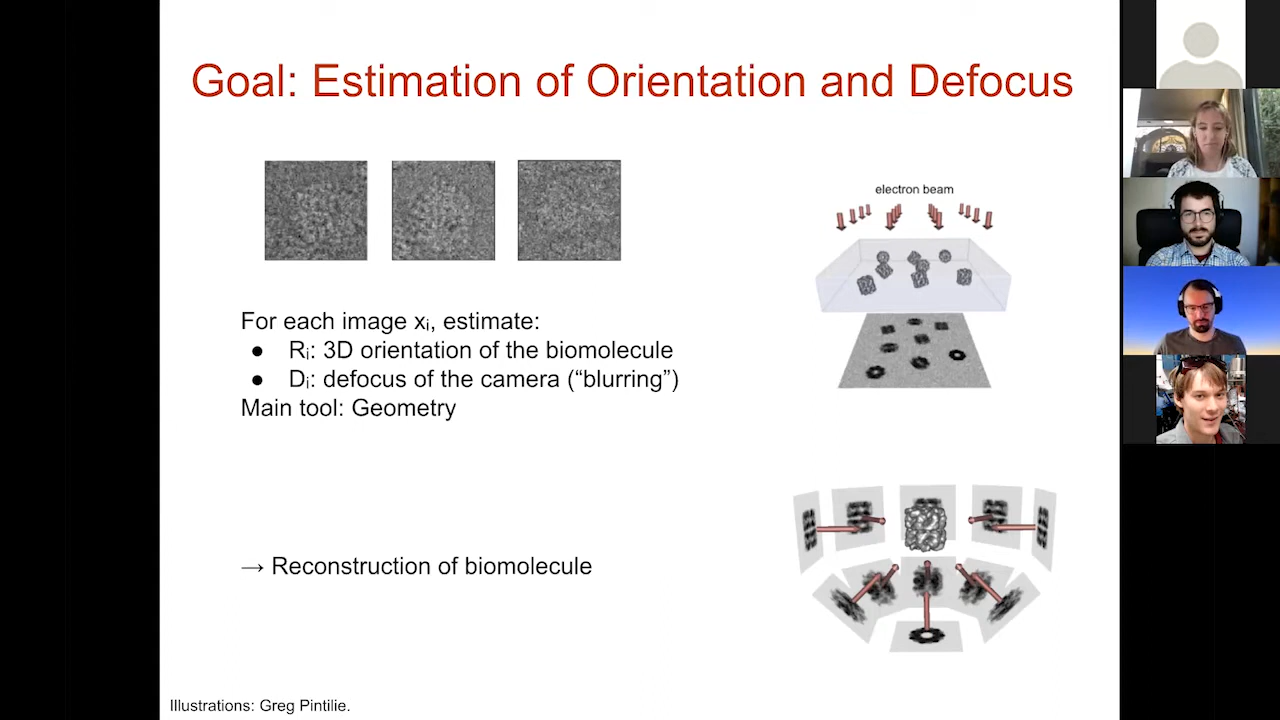 Goal: Estimation of Orientation and Defocus
electron beam
For each image xᵢ, estimate:
● Rᵢ: 3D orientation of the biomolecule
● Dᵢ: defocus of the camera (“blurring”)
Main tool: Geometry
→ Reconstruction of biomolecule
Illustrations: Greg Pintilie.